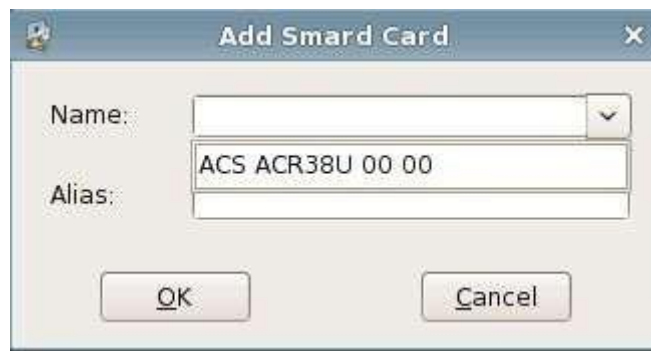 Add Smard Card
Name:
ACS ACR38U 00 00
Alias:
OK
Cancel